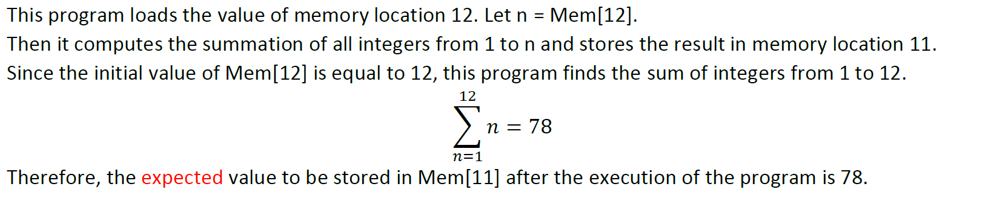 This program loads the value of memory location 12. Let n = Mem[12].
Then it computes the summation of all integers from 1 to n and stores the result in memory location 11.
Since the initial value of Mem[12] is equal to 12, this program finds the sum of integers from 1 to 12.
12
∑ n = 78
n=1
Therefore, the expected value to be stored in Mem[11] after the execution of the program is 78.